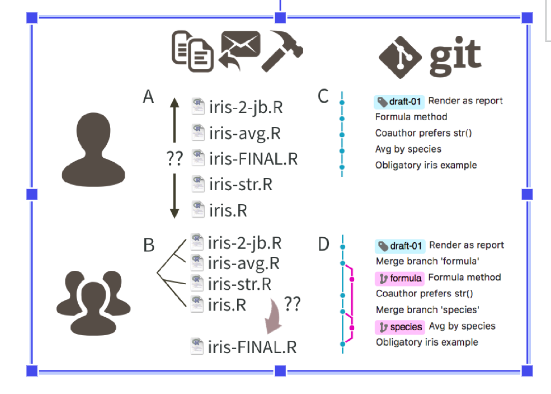 git
A
iris-2-jb.R
iris-avg.R
?? iris-FINAL.R
iris-str.R
iris.R
C
draft-01 Render as report
Formula method
Coauthor prefers str()
Avg by species
Obligatory iris example
B
iris-2-jb.R
iris-avg.R
iris-str.R
iris.R ??
iris-FINAL.R
D
draft-01 Render as report
Merge branch 'formula'
formula Formula method
Coauthor prefers str()
Merge branch 'species'
species Avg by species
Obligatory iris example